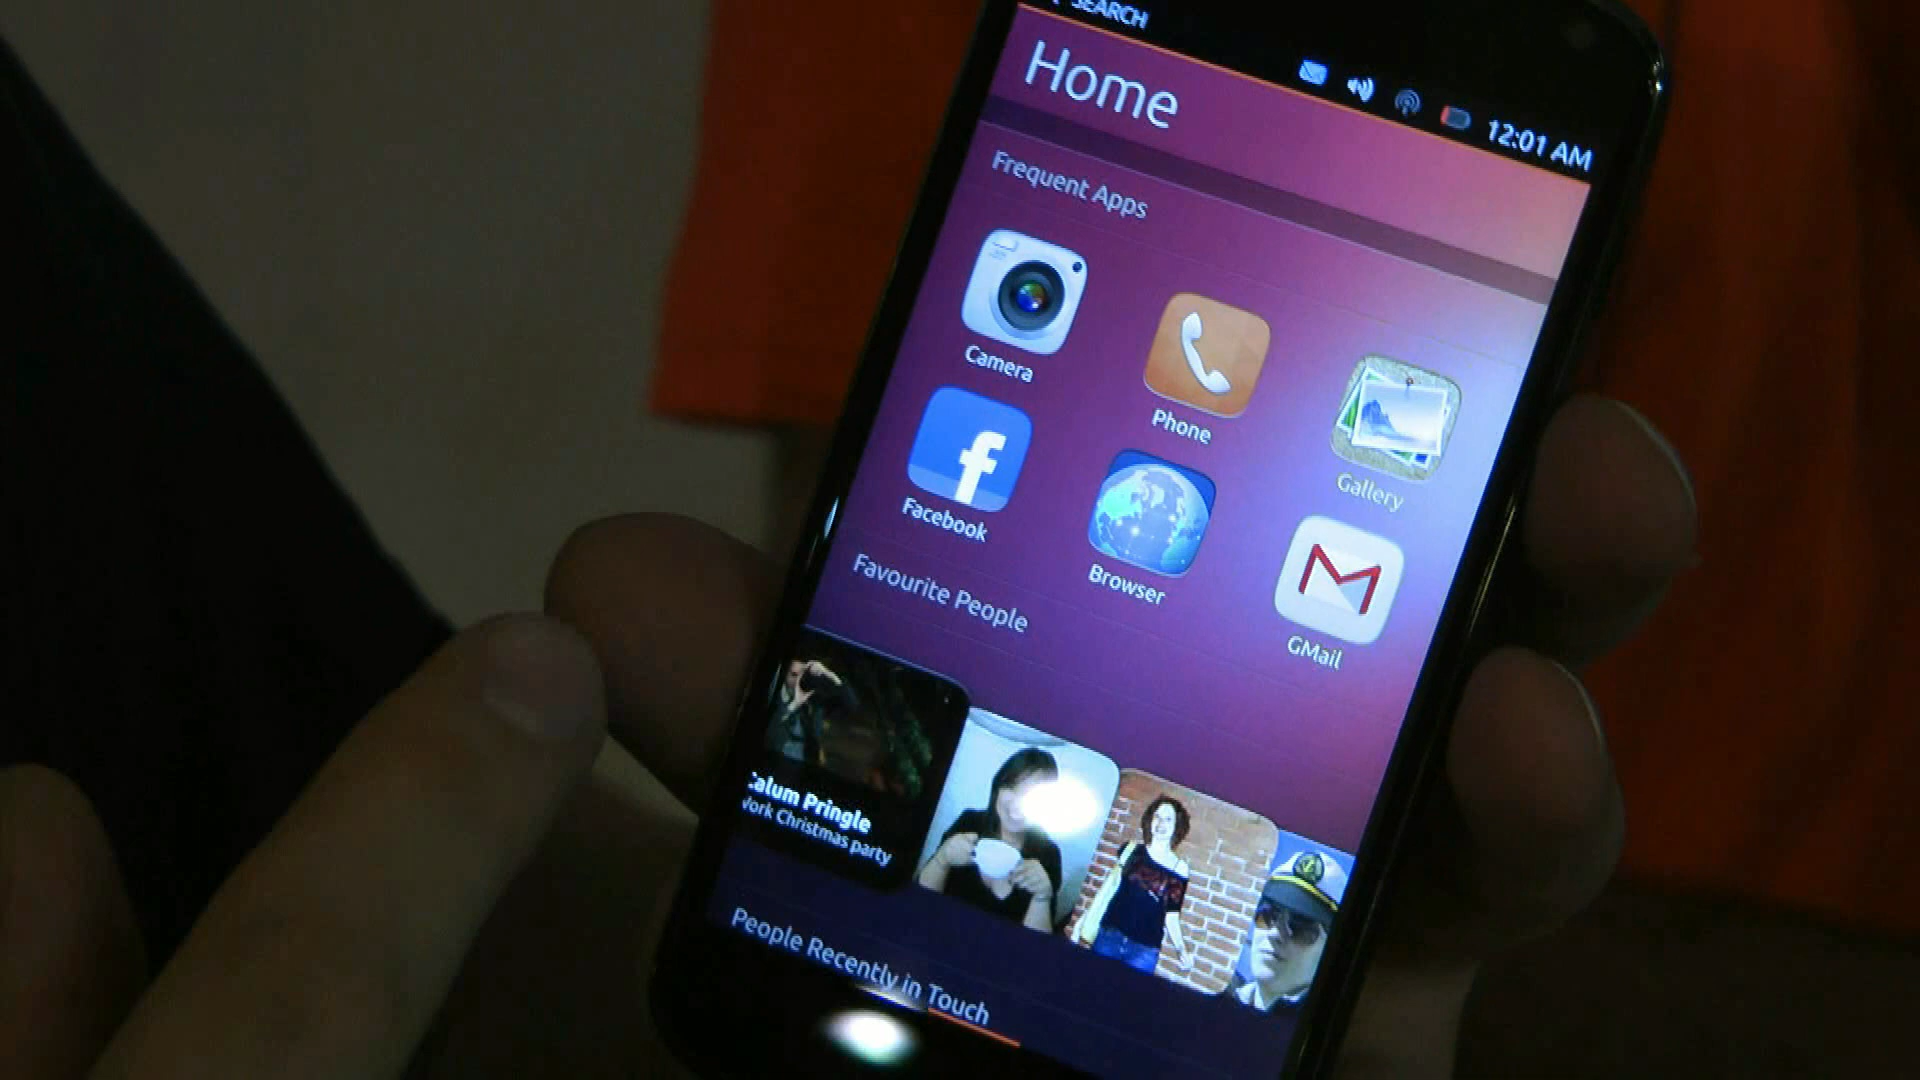 SEARCH
12:01 AM
Home
Frequent Apps
Camera
Phone
Gallery
Facebook
Browser
GMail
Favourite People
alum Pringle
Work Christmas party
People Recently in Touch